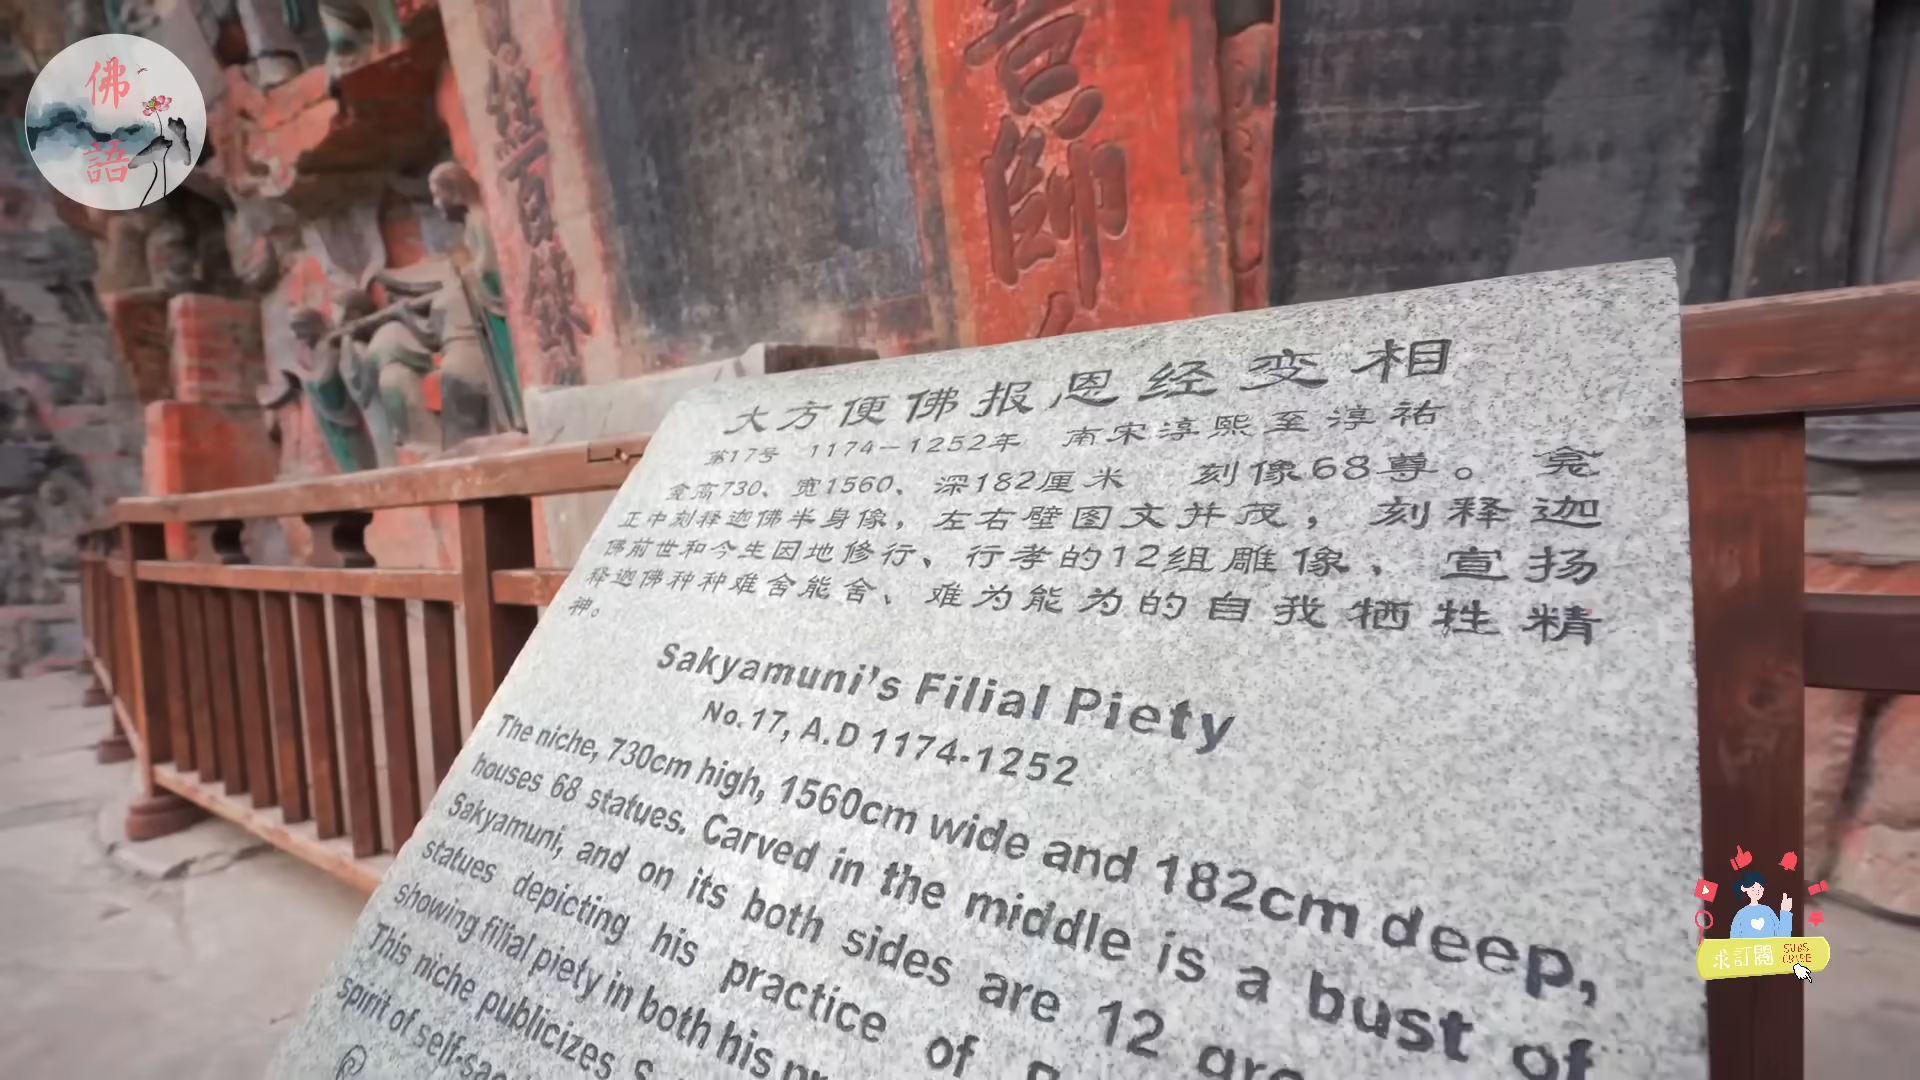 佛
語
言
師
大方便佛报恩经变相
第17号 1174－1252年 南宋淳熙至淳祐
龛高730、宽1560、深182厘米 刻像68尊。龛
正中刻释迦佛半身像，左右壁图文并茂，刻释迦
佛前世和今生因地修行、行孝的12组雕像，宣扬
释迦佛种种难舍能舍、难为能为的自我牺牲精
神。
Sakyamuni's Filial Piety
No.17, A.D 1174-1252
The niche, 730cm high, 1560cm wide and 182cm deep,
houses 68 statues. Carved in the middle is a bust of
Sakyamuni, and on its both sides are 12
statues depicting his practice of
showing filial piety in both his
This niche publicizes
spirit of
求訂閱
SUBSCRIBE